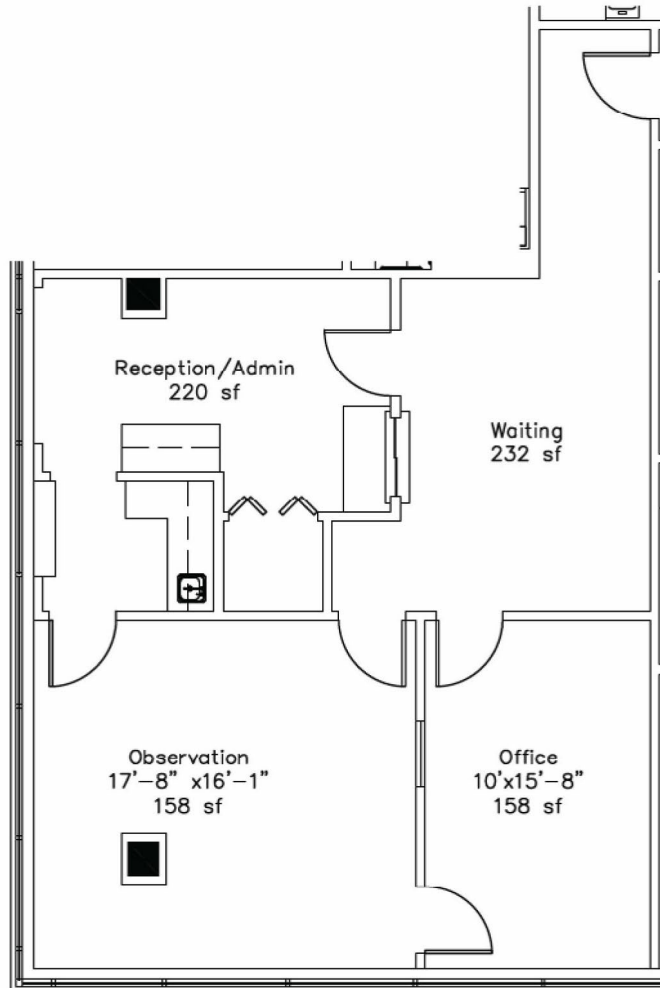 Reception/Admin
220 sf
Waiting
232 sf
Observation
17'-8" x16'-1"
158 sf
Office
10'x15'-8"
158 sf